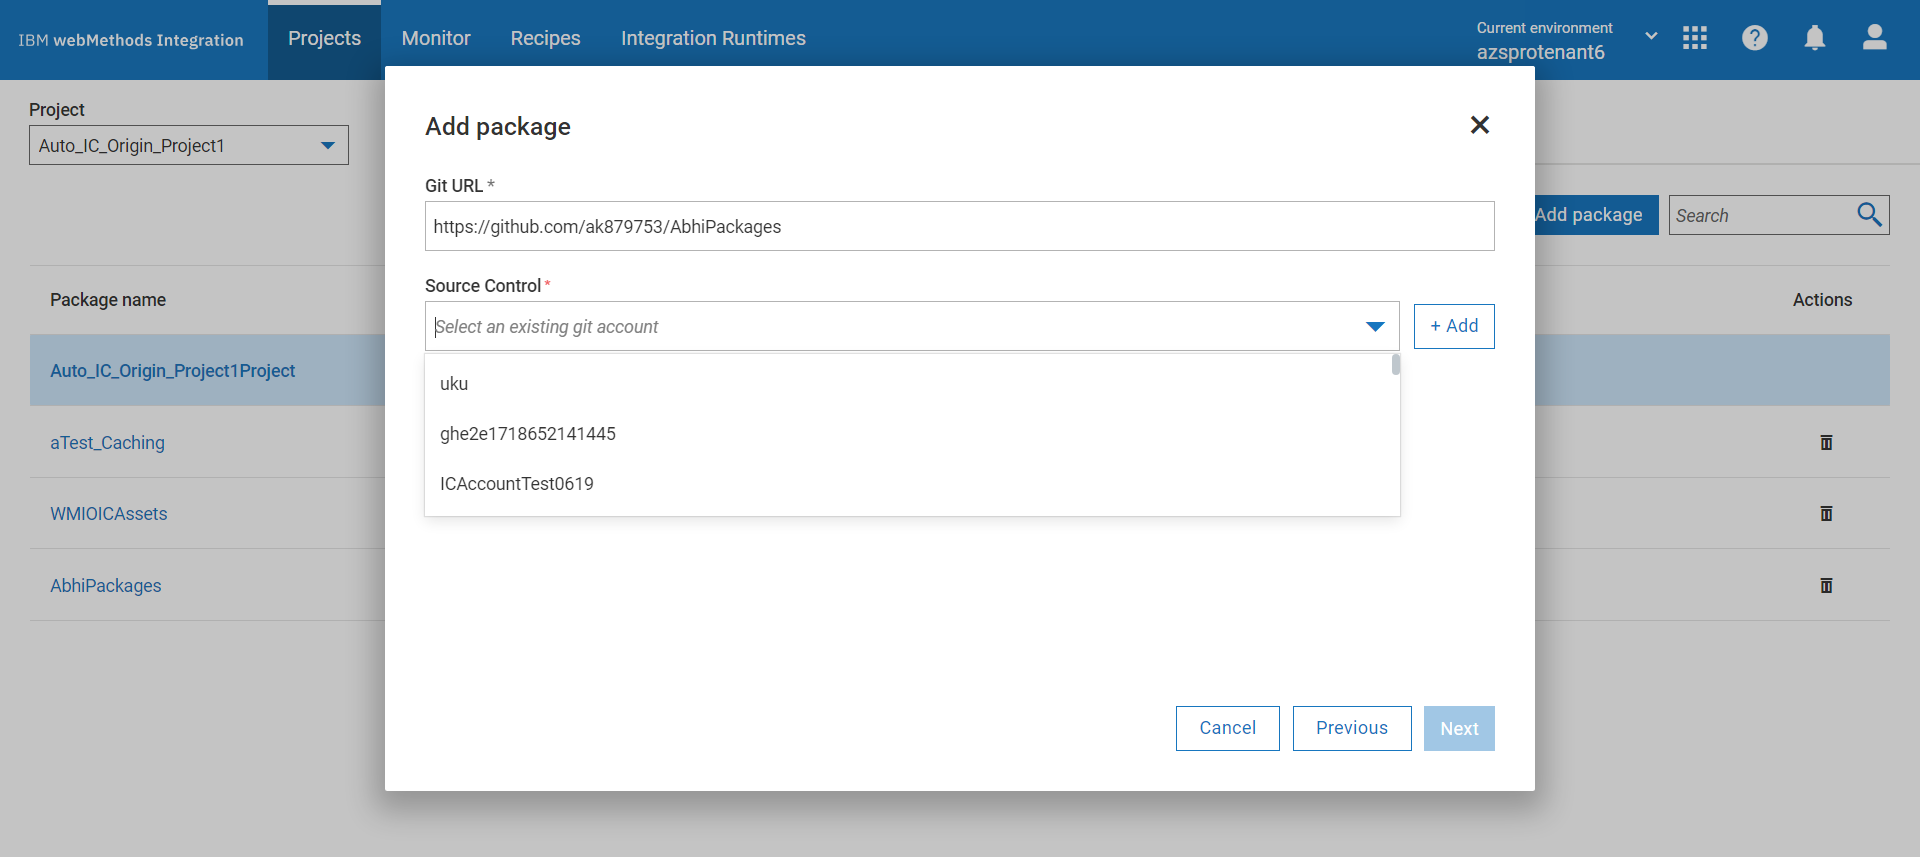 IBM webMethods Integration
Projects
Monitor
Recipes
Integration Runtimes
Current environment
azsprotenant6
Project
Auto_IC_Origin_Project1
Add package
Search
Package name
Actions
Auto_IC_Origin_Project1Project
aTest_Caching
WMIOICAssets
AbhiPackages
Add package
Git URL *
https://github.com/ak879753/AbhiPackages
Source Control *
Select an existing git account
+ Add
uku
ghe2e1718652141445
ICAccountTest0619
Cancel
Previous
Next